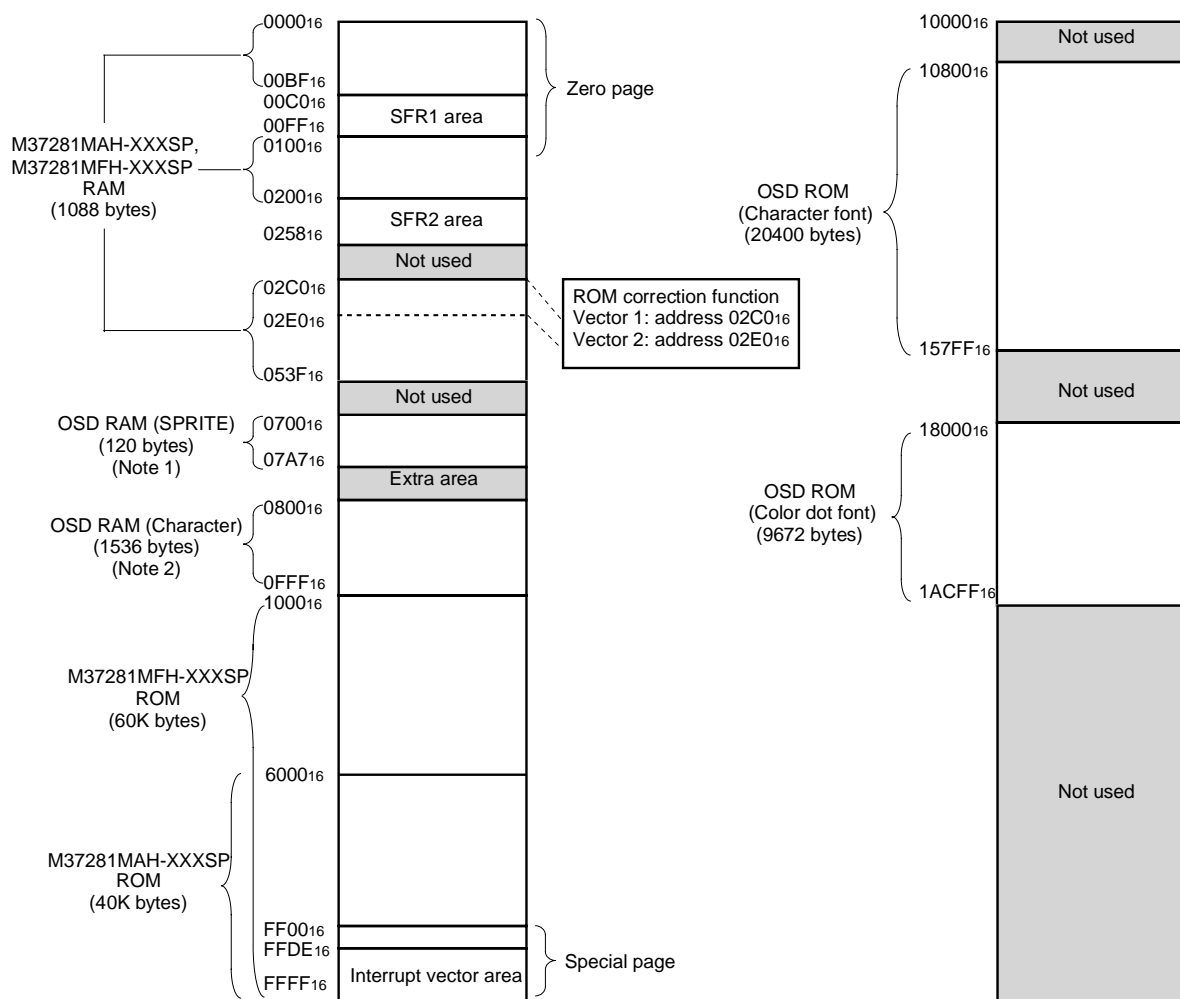 0000₁₆
00BF₁₆
00C0₁₆
00FF₁₆
0100₁₆
0200₁₆
0258₁₆
02C0₁₆
02E0₁₆
053F₁₆
0700₁₆
07A7₁₆
0800₁₆
0FFF₁₆
1000₁₆
6000₁₆
FF00₁₆
FFDE₁₆
FFFF₁₆
M37281MAH-XXXSP,
M37281MFH-XXXSP
RAM
(1088 bytes)
OSD RAM (SPRITE)
(120 bytes)
(Note 1)
OSD RAM (Character)
(1536 bytes)
(Note 2)
M37281MFH-XXXSP
ROM
(60K bytes)
M37281MAH-XXXSP
ROM
(40K bytes)
SFR1 area
SFR2 area
Not used
Not used
Extra area
Interrupt vector area
Zero page
ROM correction function
Vector 1: address 02C0₁₆
Vector 2: address 02E0₁₆
Special page
10000₁₆
10800₁₆
157FF₁₆
18000₁₆
1ACFF₁₆
OSD ROM
(Character font)
(20400 bytes)
OSD ROM
(Color dot font)
(9672 bytes)
Not used
Not used
Not used